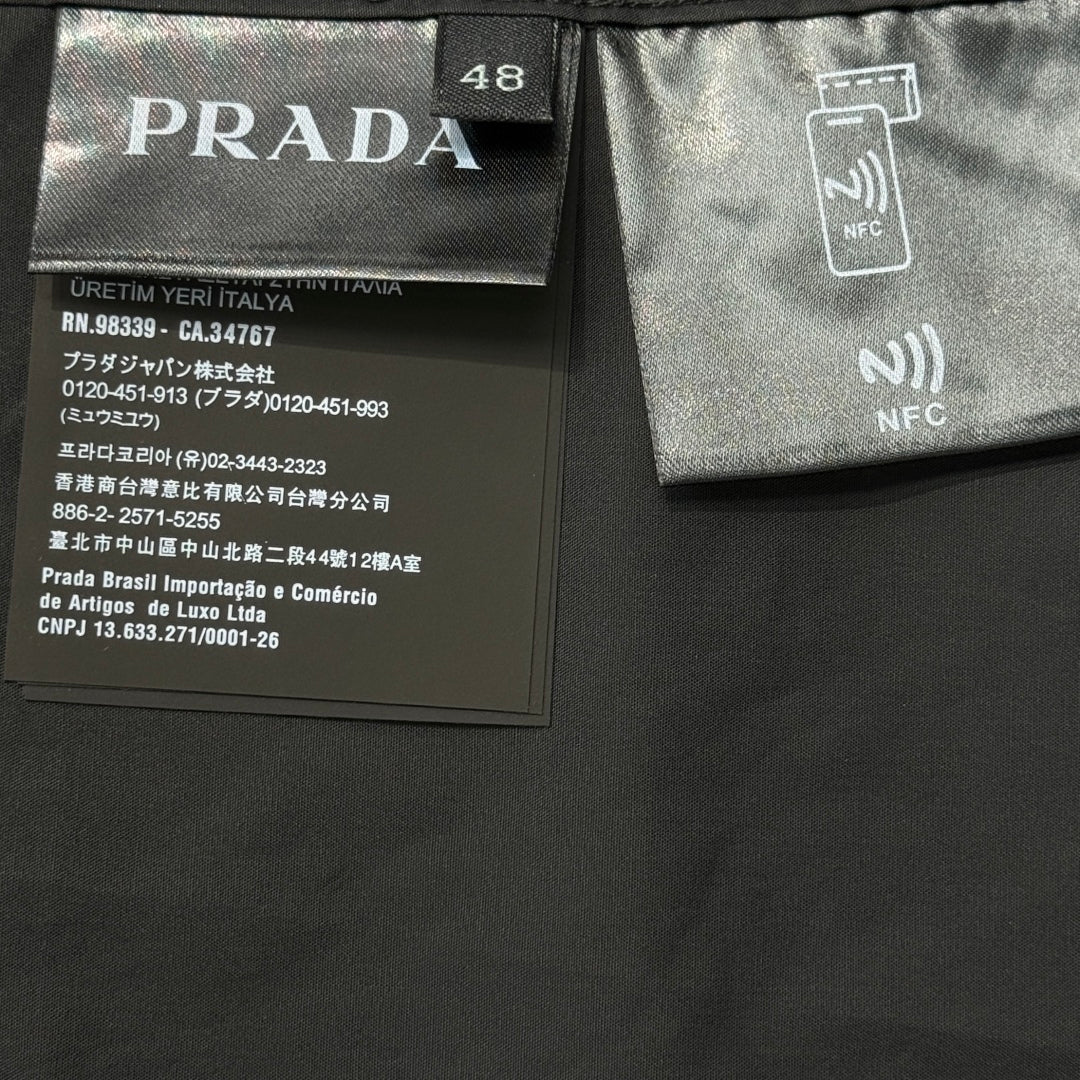 PRADA
48
ÜRETİM YERİ İTALYA
RN.98339 - CA.34767
プラダジャパン株式会社
0120-451-913 (プラダ)0120-451-993
(ミュウミュウ)
프라다코리아 (유)02-3443-2323
香港商台灣意比有限公司台灣分公司
886-2- 2571-5255
臺北市中山區中山北路二段44號12樓A室
Prada Brasil Importação e Comércio
de Artigos de Luxo Ltda
CNPJ 13.633.271/0001-26
NFC
NFC